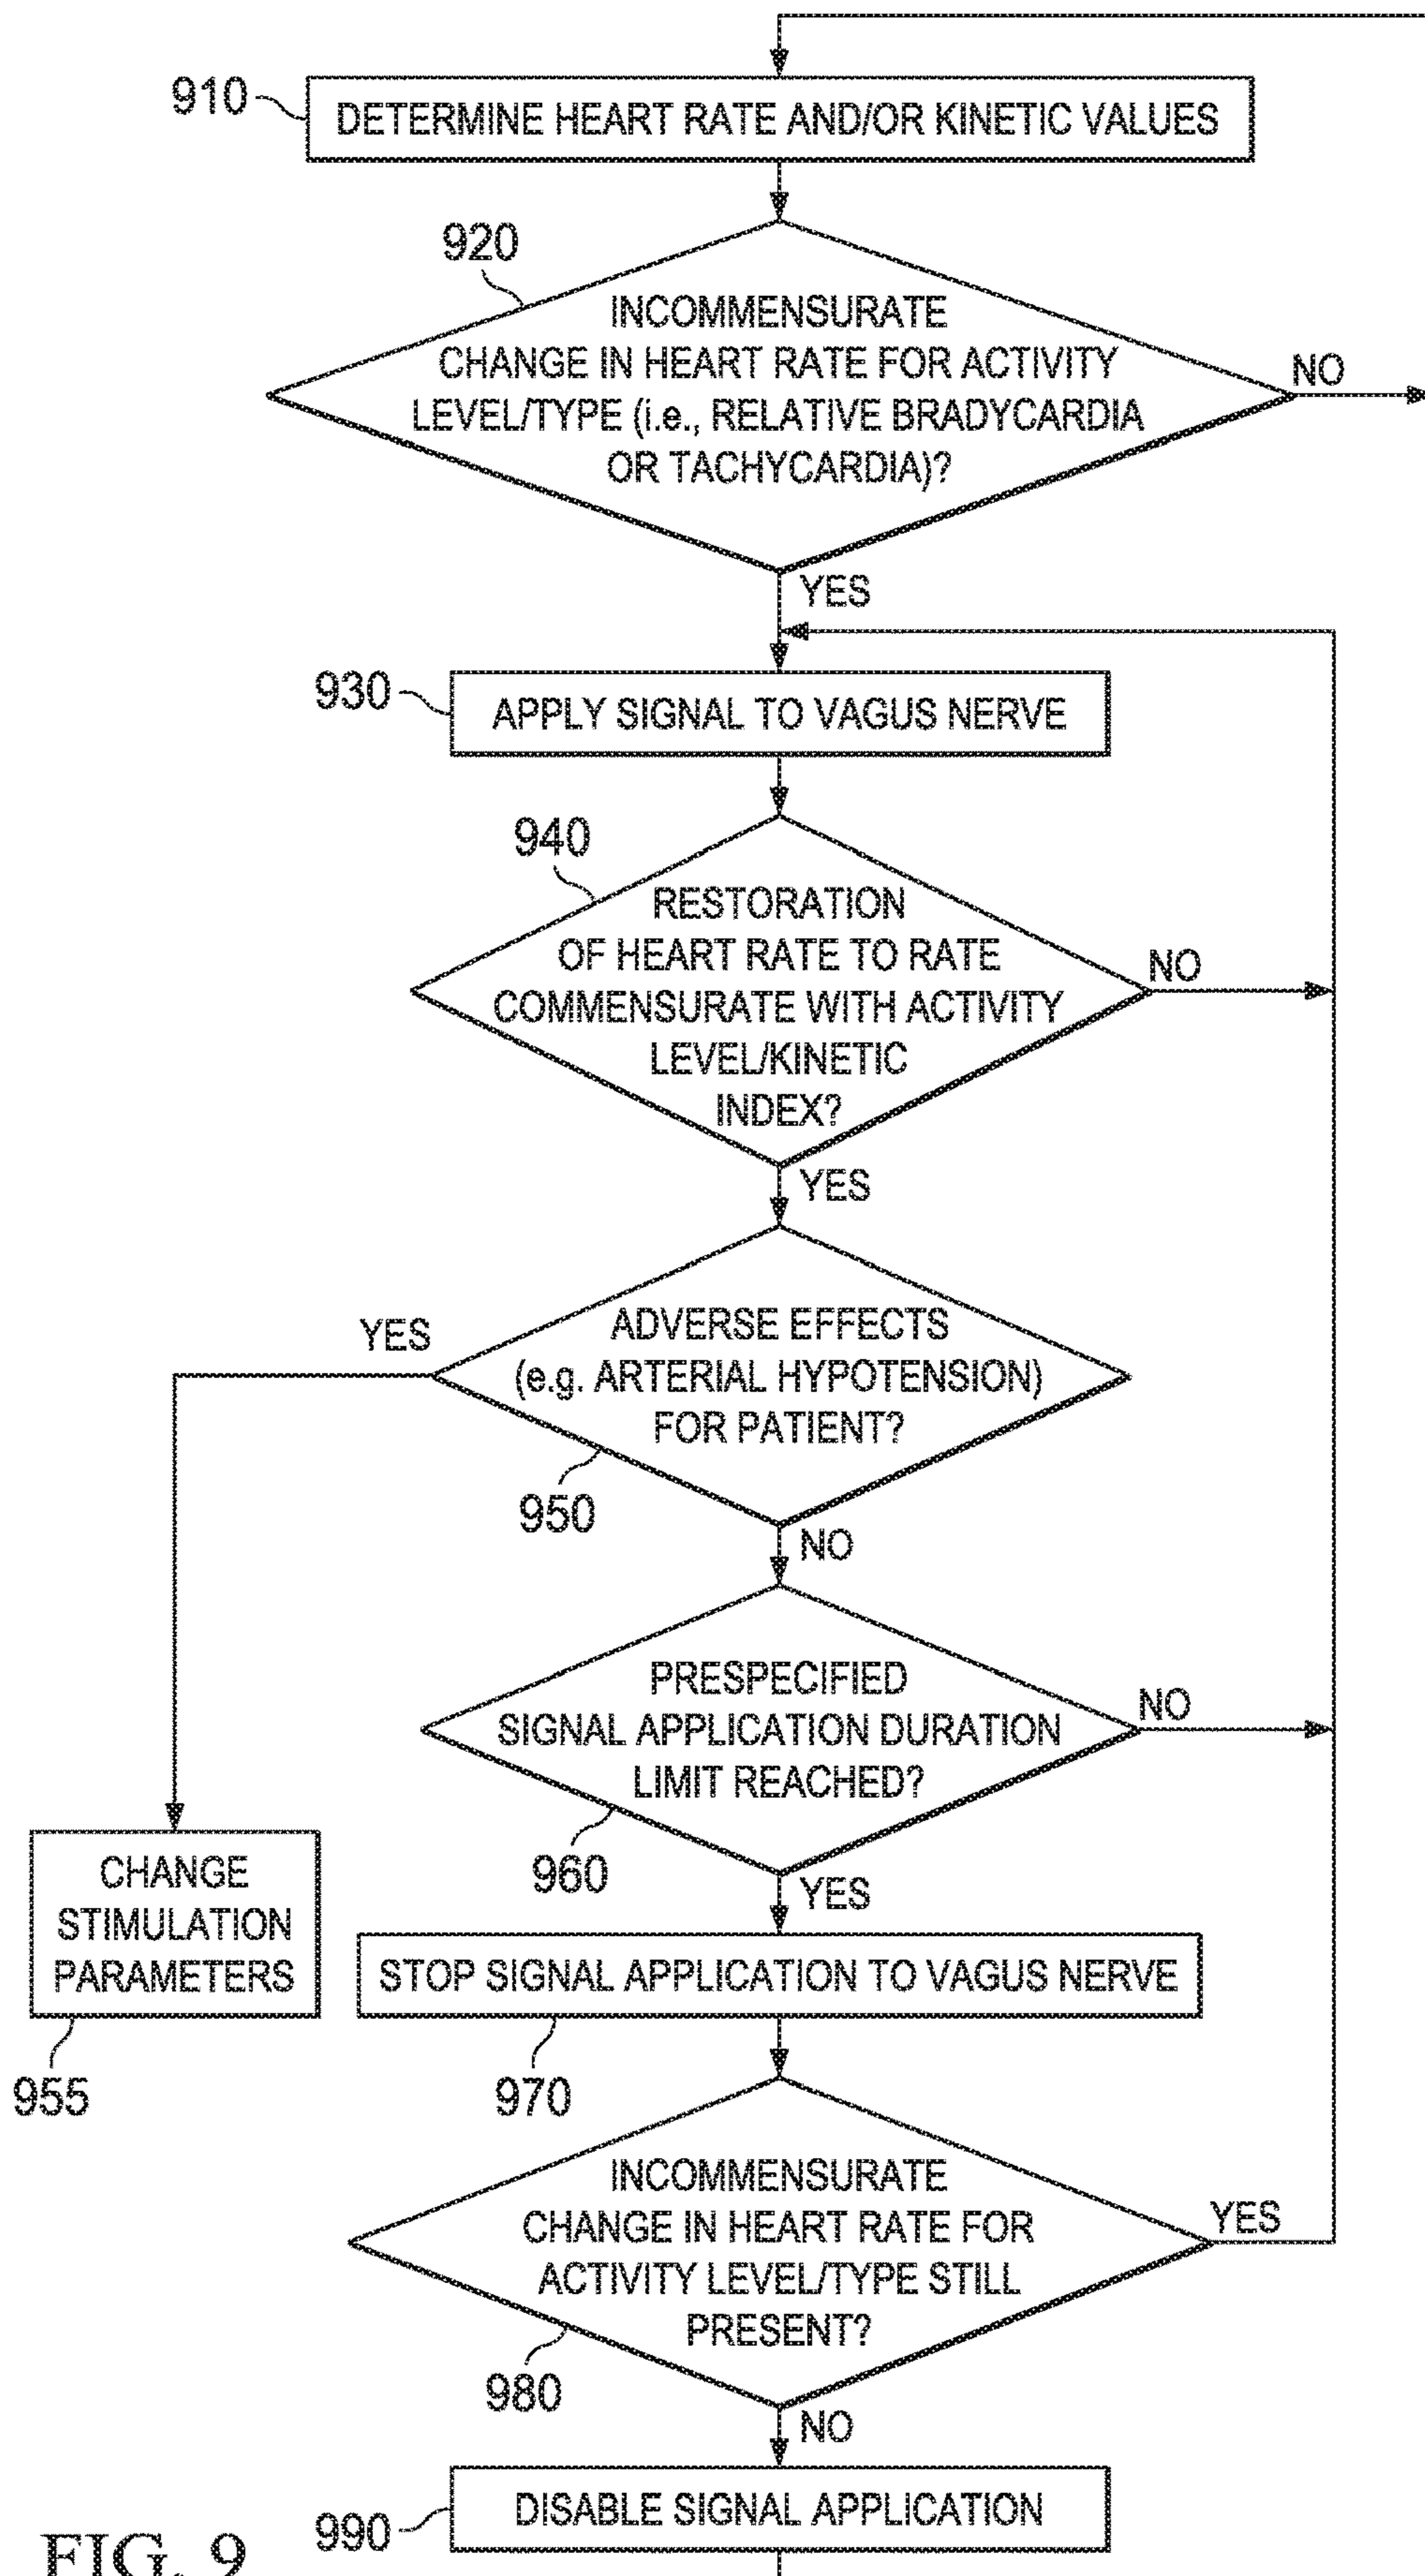 910
DETERMINE HEART RATE AND/OR KINETIC VALUES
920
INCOMMENSURATE
CHANGE IN HEART RATE FOR ACTIVITY
LEVEL/TYPE (i.e., RELATIVE BRADYCARDIA
OR TACHYCARDIA)?
NO
YES
930
APPLY SIGNAL TO VAGUS NERVE
940
RESTORATION
OF HEART RATE TO RATE
COMMENSURATE WITH ACTIVITY
LEVEL/KINETIC
INDEX?
NO
YES
ADVERSE EFFECTS
(e.g. ARTERIAL HYPOTENSION)
FOR PATIENT?
YES
950
NO
PRESPECIFIED
SIGNAL APPLICATION DURATION
LIMIT REACHED?
NO
960
YES
CHANGE
STIMULATION
PARAMETERS
955
STOP SIGNAL APPLICATION TO VAGUS NERVE
970
INCOMMENSURATE
CHANGE IN HEART RATE FOR
ACTIVITY LEVEL/TYPE STILL
PRESENT?
YES
980
NO
990
DISABLE SIGNAL APPLICATION
FIG. 9